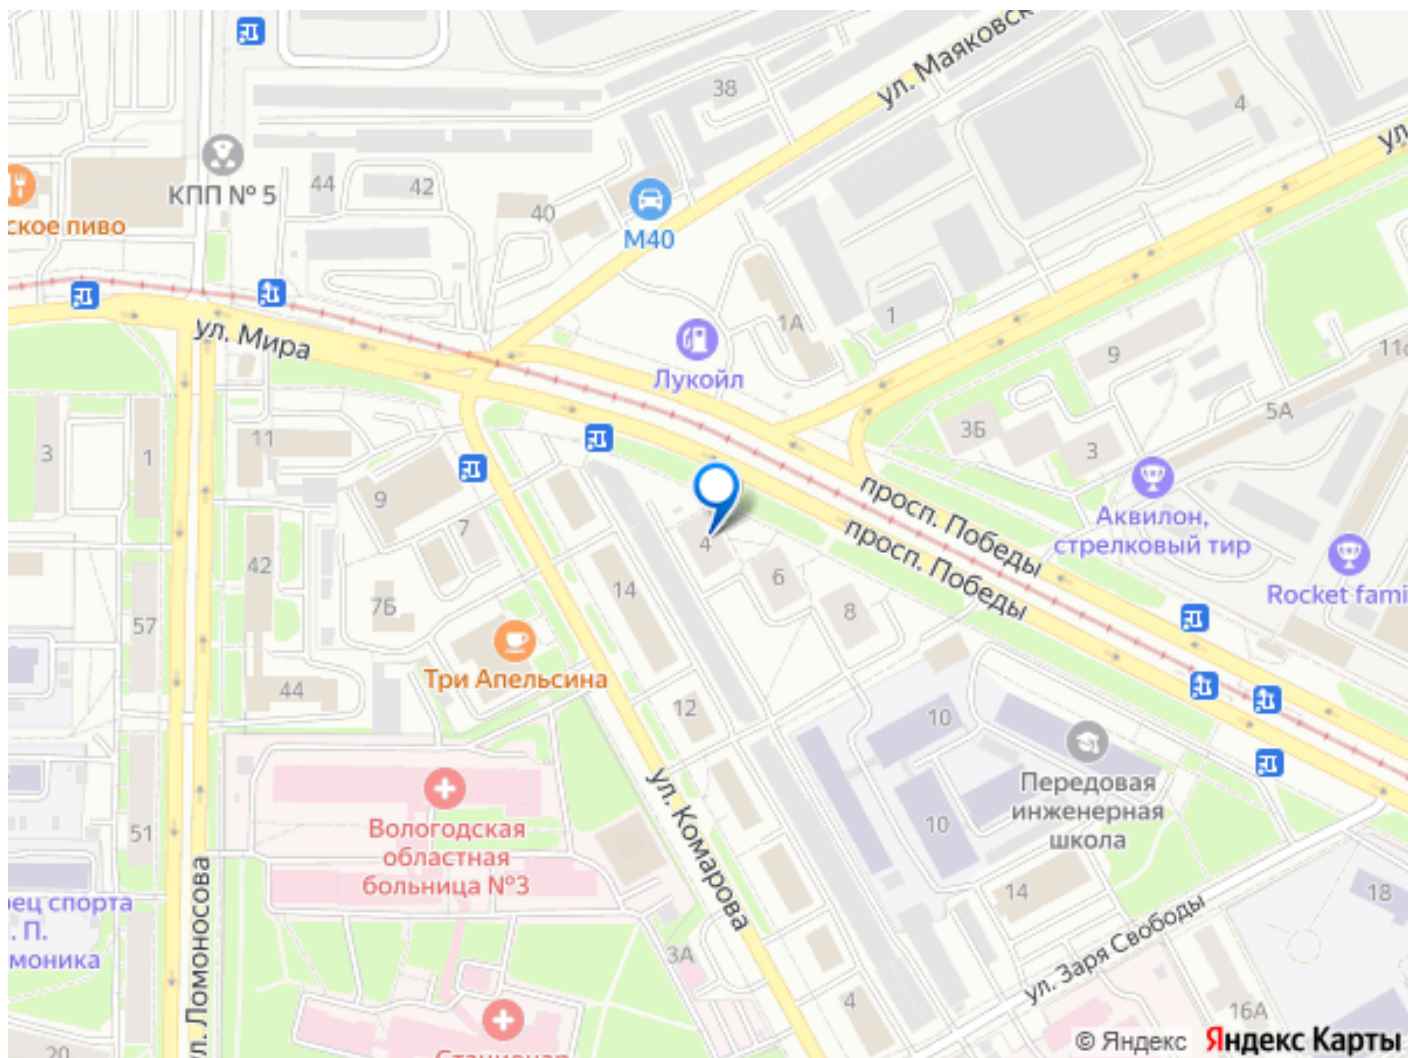 ул. Маяковск
38
4
ул
КПП № 5
44
42
40
М40
ское пиво
ул. Мира
1А
1
Лукойл
9
11
5А
3Б
3
3
1
11
9
7
просп. Победы
просп. Победы
Аквилон,
стрелковый тир
Rocket fami
4
6
8
14
42
7Б
57
Три Апельсина
44
12
10
Передовая
инженерная
школа
10
ул. Комарова
Вологодская
областная
больница №3
51
ул. Ломоносова
рец спорта
. П.
моника
14
18
ул. Заря Свободы
3А
4
16А
Стационар
20
© Яндекс Яндекс Карты